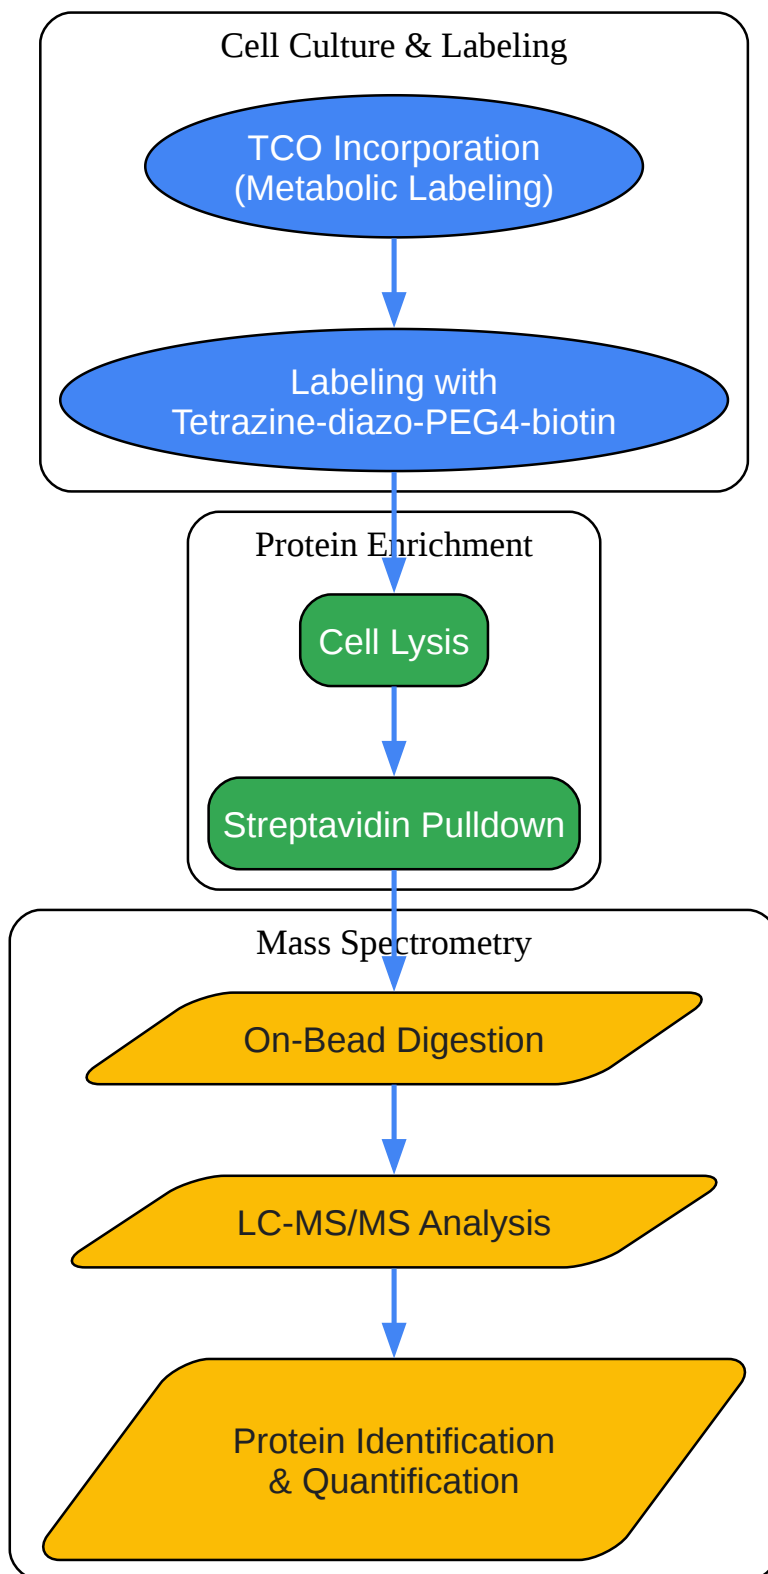 Cell Culture & Labeling
TCO Incorporation
(Metabolic Labeling)
Labeling with
Tetrazine-diazo-PEG4-biotin
Protein Enrichment
Cell Lysis
Streptavidin Pulldown
Mass Spectrometry
On-Bead Digestion
LC-MS/MS Analysis
Protein Identification
& Quantification